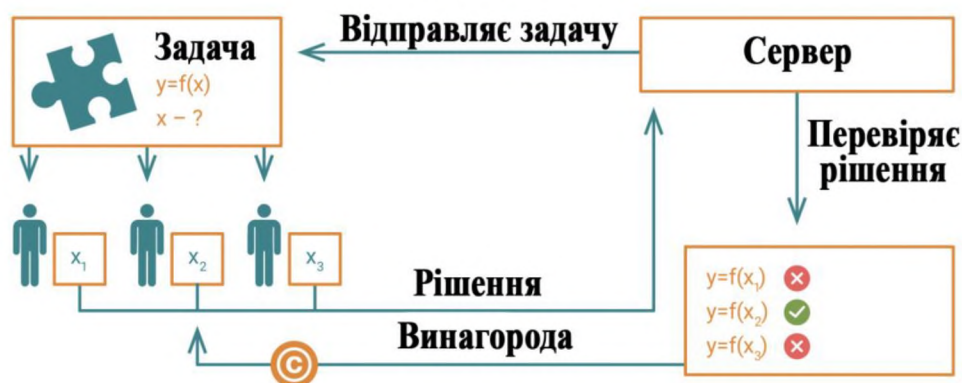 Задача
y=f(x)
x – ?
Відправляє задачу
Сервер
Перевіряє
рішення
x₁
x₂
x₃
Рішення
y=f(x₁)
y=f(x₂)
y=f(x₃)
Винагорода
©